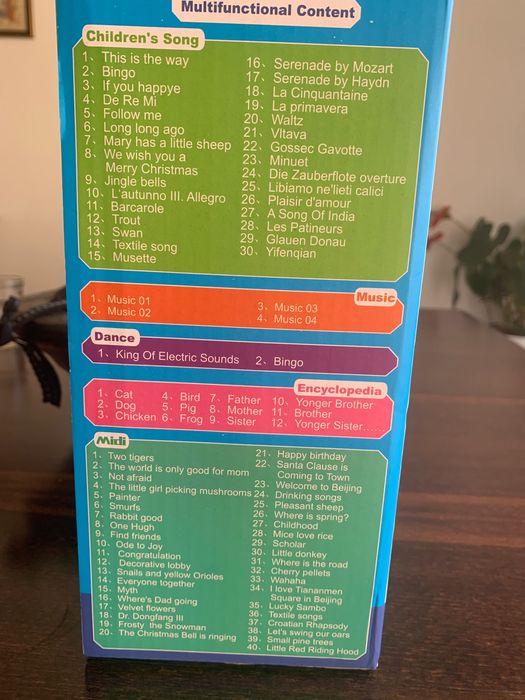 Multifunctional Content
Children's Song
1、This is the way
2、Bingo
3、If you happye
4、De Re Mi
5、Follow me
6、Long long ago
7、Mary has a little sheep
8、We wish you a
Merry Christmas
9、Jingle bells
10、L'autunno III. Allegro
11、Barcarole
12、Trout
13、Swan
14、Textile song
15、Musette
16、Serenade by Mozart
17、Serenade by Haydn
18、La Cinquantaine
19、La primavera
20、Waltz
21、Vltava
22、Gossec Gavotte
23、Minuet
24、Die Zauberflote overture
25、Libiamo ne'lieti calici
26、Plaisir d'amour
27、A Song Of India
28、Les Patineurs
29、Glauen Donau
30、Yifenqian
Music
1、Music 01
2、Music 02
3、Music 03
4、Music 04
Dance
1、King Of Electric Sounds 2、Bingo
Encyclopedia
1、Cat
2、Dog
3、Chicken
4、Bird
5、Pig
6、Frog
7、Father
8、Mother
9、Sister
10、Yonger Brother
11、Brother
12、Yonger Sister......
Midi
1、Two tigers
2、The world is only good for mom
3、Not afraid
4、The little girl picking mushrooms
5、Painter
6、Smurfs
7、Rabbit good
8、One Hugh
9、Find friends
10、Ode to Joy
11、Congratulation
12、Decorative lobby
13、Snails and yellow Orioles
14、Everyone together
15、Myth
16、Where's Dad going
17、Velvet flowers
18、Dr. Dongfang III
19、Frosty the Snowman
20、The Christmas Bell is ringing
21、Happy birthday
22、Santa Clause is
Coming to Town
23、Welcome to Beijing
24、Drinking songs
25、Pleasant sheep
26、Where is spring?
27、Childhood
28、Mice love rice
29、Scholar
30、Little donkey
31、Where is the road
32、Cherry pellets
33、Wahaha
34、I love Tiananmen
Square in Beijing
35、Lucky Sambo
36、Textile songs
37、Croatian Rhapsody
38、Let's swing our oars
39、Small pine trees
40、Little Red Riding Hood